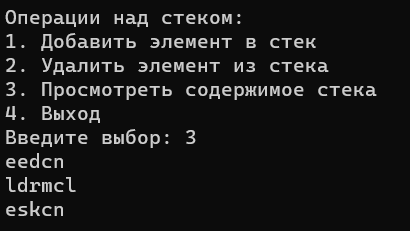 Операции над стеком:
1. Добавить элемент в стек
2. Удалить элемент из стека
3. Просмотреть содержимое стека
4. Выход
Введите выбор: 3
eedcn
ldrmcl
eskcn